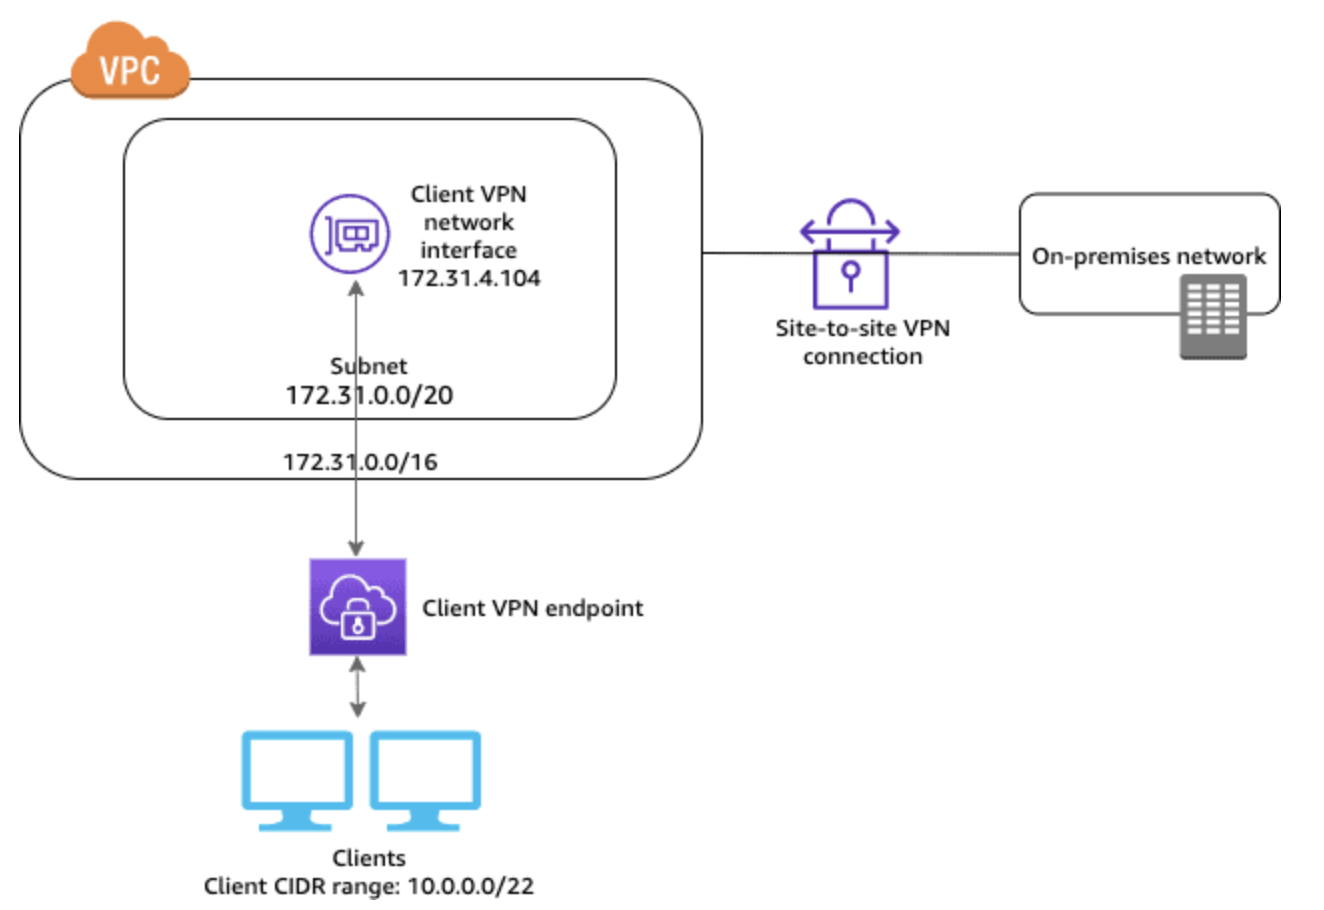 VPC
Client VPN
network
interface
172.31.4.104
Subnet
172.31.0.0/20
172.31.0.0/16
Site-to-site VPN
connection
On-premises network
Client VPN endpoint
Clients
Client CIDR range: 10.0.0.0/22